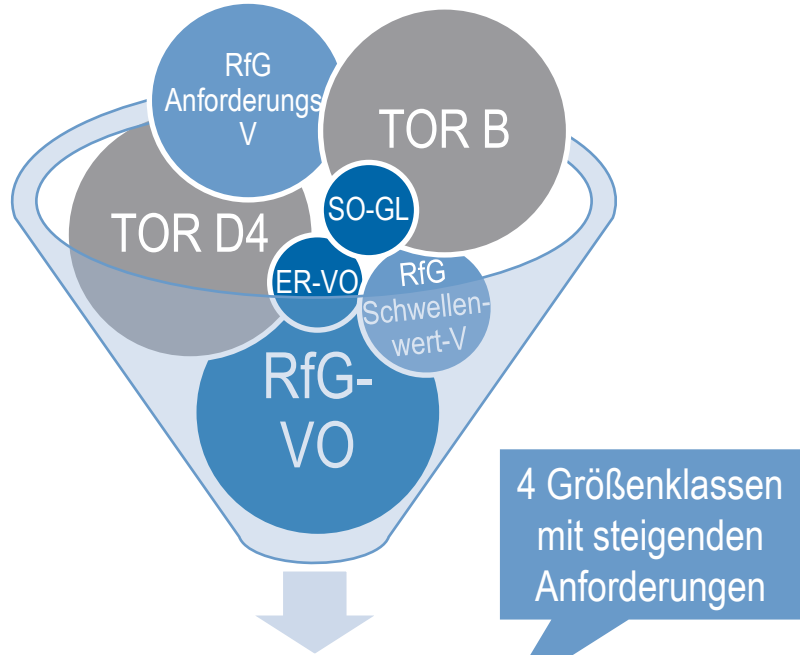 RfG
Anforderungs
V
TOR B
SO-GL
TOR D4
ER-VO
RfG
Schwellen-
wert-V
RfG-
VO
4 Größenklassen
mit steigenden
Anforderungen